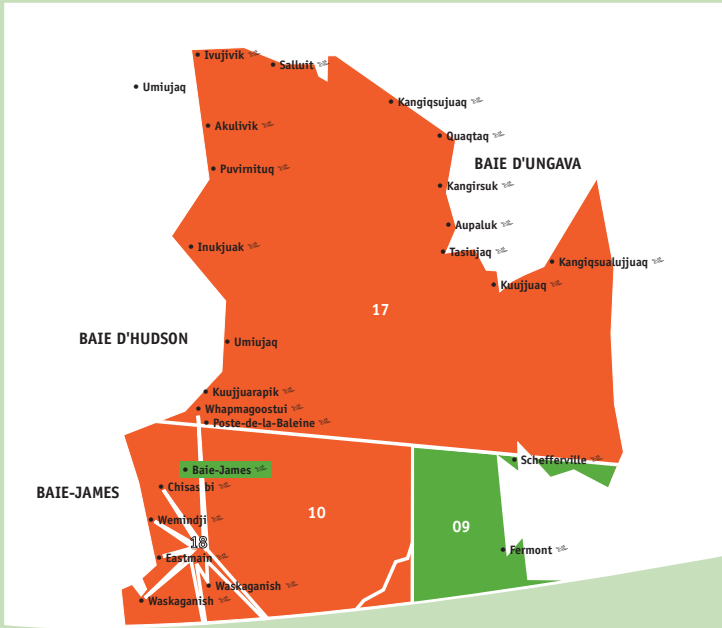 Ivujivik
Salluit
Umiujaq
Kangiqsujuaq
Akulivik
Quaqtaq
BAIE D'UNGAVA
Puvirnituq
Kangirsuk
Aupaluk
Inukjuak
Tasiujaq
Kangiqsualujjuaq
Kuujjuaq
17
BAIE D'HUDSON
Umiujaq
Kuujjuarapik
Whapmagoostui
Poste-de-la-Baleine
Schefferville
Baie-James
Chisasibi
BAIE-JAMES
10
Wemindji
09
18
Eastmain
Fermont
Waskaganish
Waskaganish